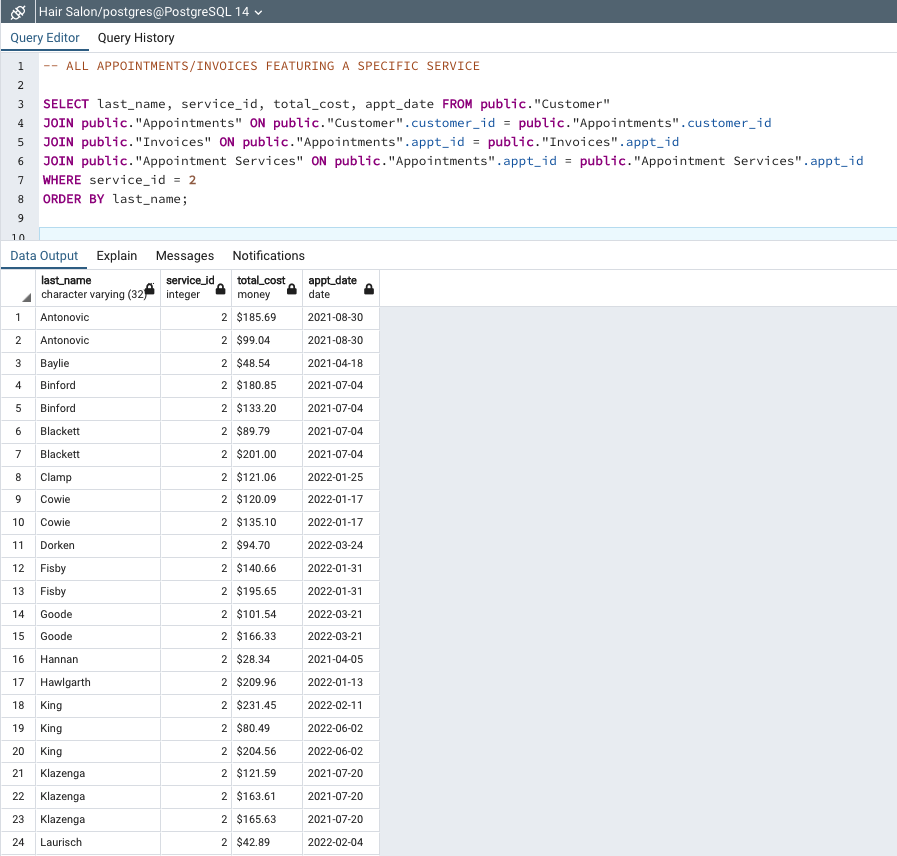 Hair Salon/postgres@PostgreSQL 14
Query Editor Query History
1 -- ALL APPOINTMENTS/INVOICES FEATURING A SPECIFIC SERVICE
2
3 SELECT last_name, service_id, total_cost, appt_date FROM public."Customer"
4 JOIN public."Appointments" ON public."Customer".customer_id = public."Appointments".customer_id
5 JOIN public."Invoices" ON public."Appointments".appt_id = public."Invoices".appt_id
6 JOIN public."Appointment Services" ON public."Appointments".appt_id = public."Appointment Services".appt_id
7 WHERE service_id = 2
8 ORDER BY last_name;
9
10
Data Output Explain Messages Notifications
last_name service_id total_cost appt_date
character varying (32) integer money date
1 Antonovic 2 $185.69 2021-08-30
2 Antonovic 2 $99.04 2021-08-30
3 Baylie 2 $48.54 2021-04-18
4 Binford 2 $180.85 2021-07-04
5 Binford 2 $133.20 2021-07-04
6 Blackett 2 $89.79 2021-07-04
7 Blackett 2 $201.00 2021-07-04
8 Clamp 2 $121.06 2022-01-25
9 Cowie 2 $120.09 2022-01-17
10 Cowie 2 $135.10 2022-01-17
11 Dorken 2 $94.70 2022-03-24
12 Fisby 2 $140.66 2022-01-31
13 Fisby 2 $195.65 2022-01-31
14 Goode 2 $101.54 2022-03-21
15 Goode 2 $166.33 2022-03-21
16 Hannan 2 $28.34 2021-04-05
17 Hawlgarth 2 $209.96 2022-01-13
18 King 2 $231.45 2022-02-11
19 King 2 $80.49 2022-06-02
20 King 2 $204.56 2022-06-02
21 Klazenga 2 $121.59 2021-07-20
22 Klazenga 2 $163.61 2021-07-20
23 Klazenga 2 $165.63 2021-07-20
24 Laurisch 2 $42.89 2022-02-04